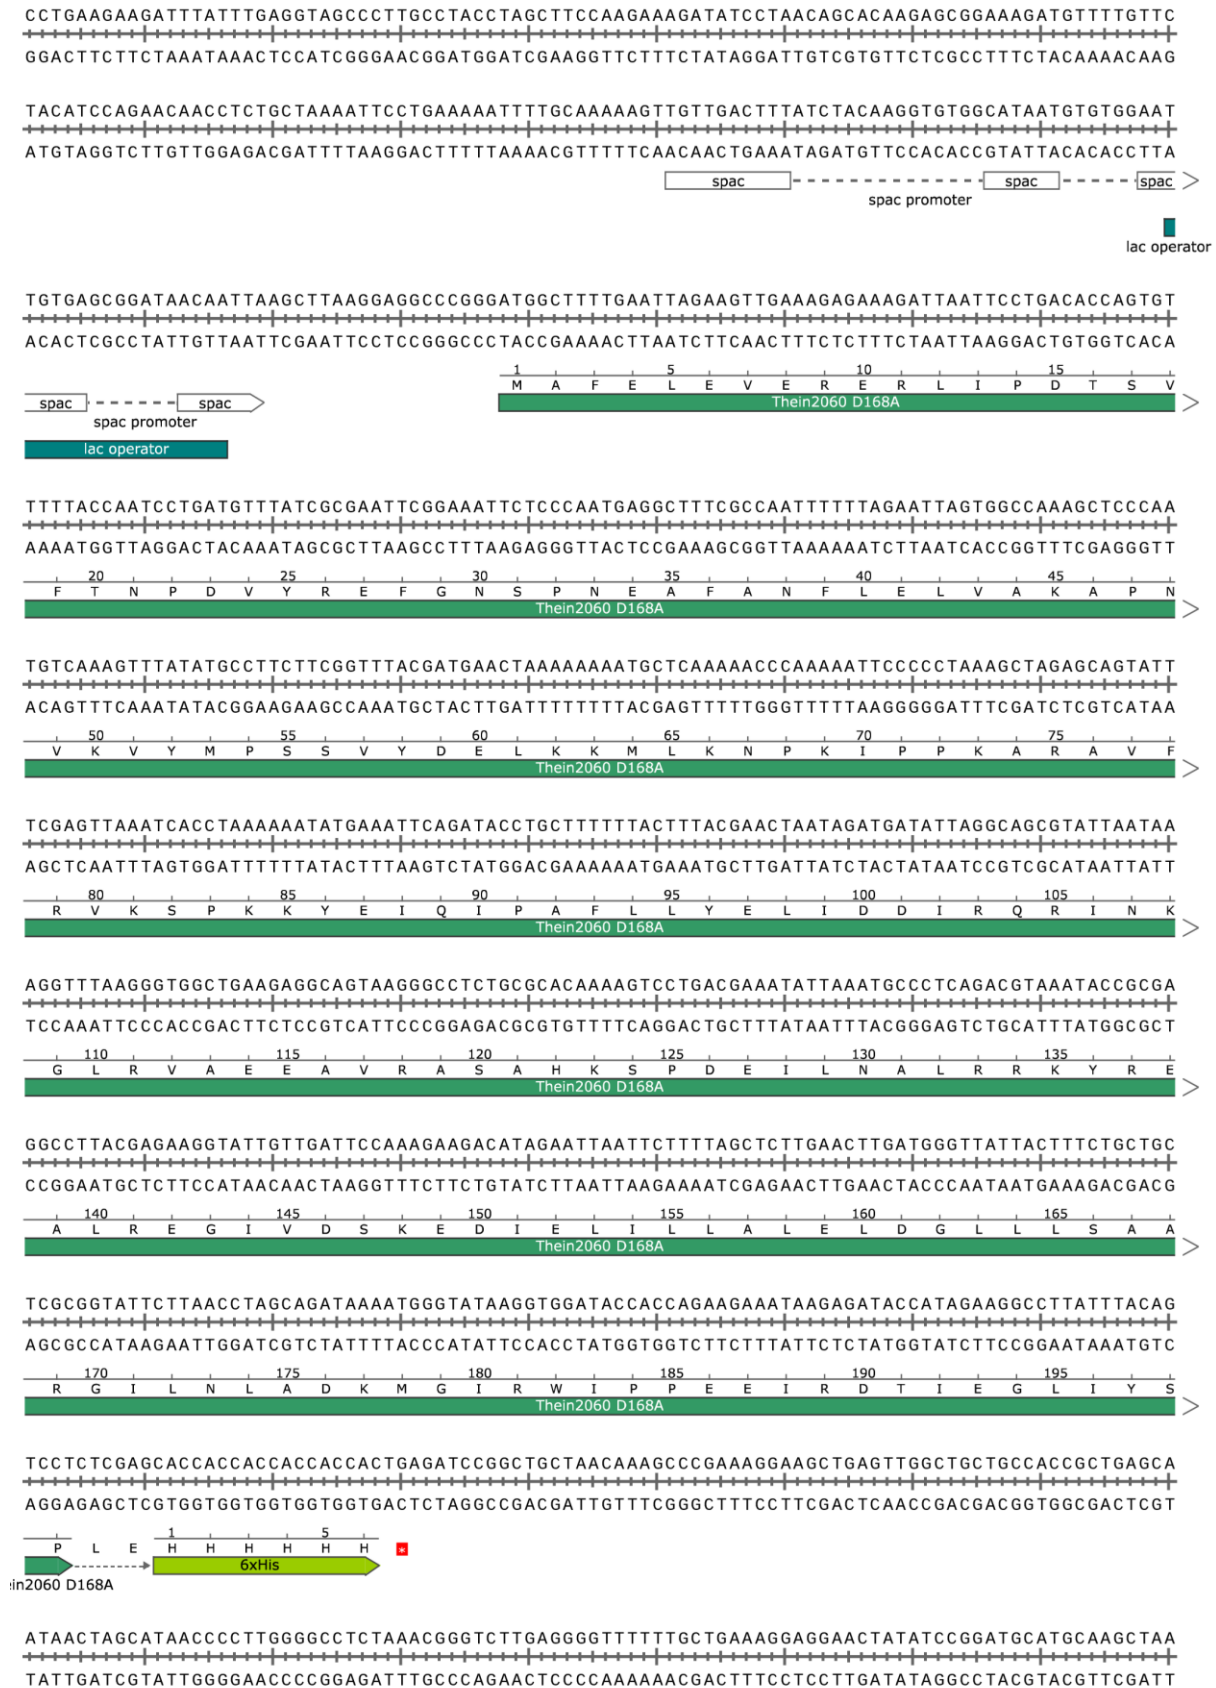 CCTGAAGAAGATTTATTTGAGGTAGCCCTTGCCTACCTAGCTTCCAAGAAAGATATCCTAACAGCACAAGAGCGGAAAGATGTTTTGTTC
GGACTTCTTCTAAATAAACTCCATCGGGAACGGATGGATCGAAGGTTCTTTCTATAGGATTGTCGTGTTCTCGCCTTTCTACAAAACAAG
TACATCCAGAACAACCTCTGCTAAAATTCCTGAAAAATTTTGCAAAAAGTTGTTGACTTTATCTACAAGGTGTGGCATAATGTGTGGAAT
ATGTAGGTCTTGTTGGAGACGATTTTAAGGACTTTTTAAAACGTTTTTCAACAACTGAAATAGATGTTCCACACCGTATTACACACCTTA
spac spac spac
spac promoter
lac operator
TGTGAGCGGATAACAATTAAGCTTAAGGAGGCCCGGGATGGCTTTTGAATTAGAAGTTGAAAGAGAAAGATTAATTCCTGACACCAGTGT
ACACTCGCCTATTGTTAATTCGAATTCCTCCGGGCCCTACCGAAAACTTAATCTTCAACTTTCTCTTTCTAATTAAGGACTGTGGTCACA
1 5 10 15
M A F E L E V E R E R L I P D T S V
spac spac Thein2060 D168A
spac promoter
lac operator
TTTTACCAATCCTGATGTTTATCGCGAATTCGGAAATTCTCCCAATGAGGCTTTCGCCAATTTTTTAGAATTAGTGGCCAAAGCTCCCAA
AAAATGGTTAGGACTACAAATAGCGCTTAAGCCTTTAAGAGGGTTACTCCGAAAGCGGTTAAAAAATCTTAATCACCGGTTTCGAGGGTT
20 25 30 35 40 45
F T N P D V Y R E F G N S P N E A F A N F L E L V A K A P N
Thein2060 D168A
TGTCAAAGTTTATATGCCTTCTTCGGTTTACGATGAACTAAAAAAAATGCTCAAAAACCCAAAAATTCCCCCTAAAGCTAGAGCAGTATT
ACAGTTTCAAATATACGGAAGAAGCCAAATGCTACTTGATTTTTTTTACGAGTTTTTGGGTTTTTAAGGGGGATTTCGATCTCGTCATAA
50 55 60 65 70 75
V K V Y M P S S V Y D E L K K M L K N P K I P P K A R A V F
Thein2060 D168A
TCGAGTTAAATCACCTAAAAAATATGAAATTCAGATACCTGCTTTTTTACTTTACGAACTAATAGATGATATTAGGCAGCGTATTAATAA
AGCTCAATTTAGTGGATTTTTTATACTTTAAGTCTATGGACGAAAAAATGAAATGCTTGATTATCTACTATAATCCGTCGCATAATTATT
80 85 90 95 100 105
R V K S P K K Y E I Q I P A F L L Y E L I D D I R Q R I N K
Thein2060 D168A
AGGTTTAAGGGTGGCTGAAGAGGCAGTAAGGGCCTCTGCGCACAAAAGTCCTGACGAAATATTAAATGCCCTCAGACGTAAATACCGCGA
TCCAAATTCCCACCGACTTCTCCGTCATTCCCGGAGACGCGTGTTTTCAGGACTGCTTTATAATTTACGGGAGTCTGCATTTATGGCGCT
110 115 120 125 130 135
G L R V A E E A V R A S A H K S P D E I L N A L R R K Y R E
Thein2060 D168A
GGCCTTACGAGAAGGTATTGTTGATTCCAAAGAAGACATAGAATTAATTCTTTTAGCTCTTGAACTTGATGGGTTATTACTTTCTGCTGC
CCGGAATGCTCTTCCATAACAACTAAGGTTTCTTCTGTATCTTAATTAAGAAAATCGAGAACTTGAACTACCCAATAATGAAAGACGACG
140 145 150 155 160 165
A L R E G I V D S K E D I E L I L L A L E L D G L L L S A A
Thein2060 D168A
TCGCGGTATTCTTAACCTAGCAGATAAAATGGGTATAAGGTGGATACCACCAGAAGAAATAAGAGATACCATAGAAGGCCTTATTTACAG
AGCGCCATAAGAATTGGATCGTCTATTTTACCCATATTCCACCTATGGTGGTCTTCTTTATTCTCTATGGTATCTTCCGGAATAAATGTC
170 175 180 185 190 195
R G I L N L A D K M G I R W I P P E E I R D T I E G L I Y S
Thein2060 D168A
TCCTCTCGAGCACCACCACCACCACCACTGAGATCCGGCTGCTAACAAAGCCCGAAAGGAAGCTGAGTTGGCTGCTGCCACCGCTGAGCA
AGGAGAGCTCGTGGTGGTGGTGGTGGTGACTCTAGGCCGACGATTGTTTCGGGCTTTCCTTCGACTCAACCGACGACGGTGGCGACTCGT
1 5
P L E H H H H H H *
6xHis
in2060 D168A
ATAACTAGCATAACCCCTTGGGGCCTCTAAACGGGTCTTGAGGGGTTTTTTGCTGAAAGGAGGAACTATATCCGGATGCATGCAAGCTAA
TATTGATCGTATTGGGGAACCCCGGAGATTTGCCCAGAACTCCCCAAAAAACGACTTTCCTCCTTGATATAGGCCTACGTACGTTCGATT